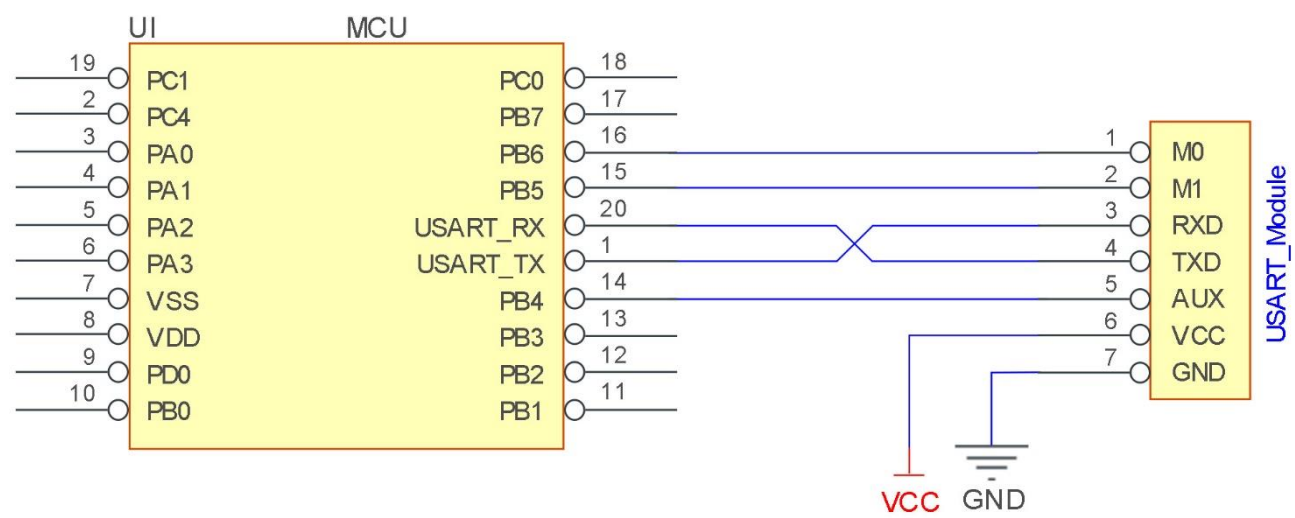 UI MCU
19 PC1 PC0 18
2 PC4 PB7 17
3 PA0 PB6 16 1 M0
4 PA1 PB5 15 2 M1
5 PA2 USART_RX 20 3 RXD
6 PA3 USART_TX 1 4 TXD
7 VSS PB4 14 5 AUX
8 VDD PB3 13 6 VCC
9 PD0 PB2 12 7 GND
10 PB0 PB1 11
USART_Module
VCC GND